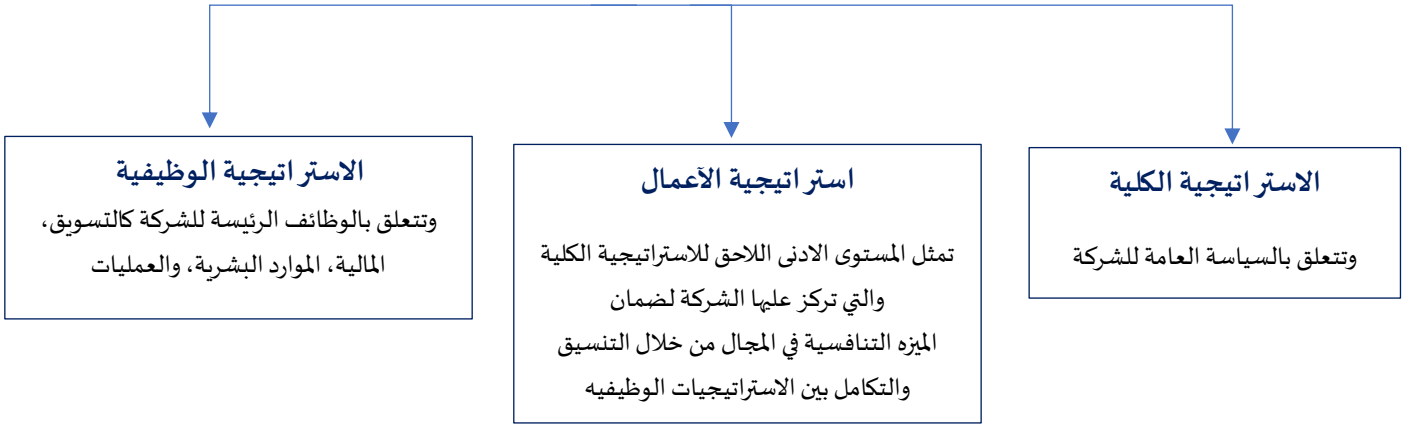 الاستراتيجية الكلية
وتتعلق بالسياسة العامة للشركة
استراتيجية الآعمال
تمثل المستوى الادنى اللاحق للاستراتيجية الكلية
والتي تركز عليها الشركة لضمان
الميزه التنافسية في المجال من خلال التنسيق
والتكامل بين الاستراتيجيات الوظيفيه
الاستراتيجية الوظيفية
وتتعلق بالوظائف الرئيسة للشركة كالتسويق،
المالية، الموارد البشرية، والعمليات